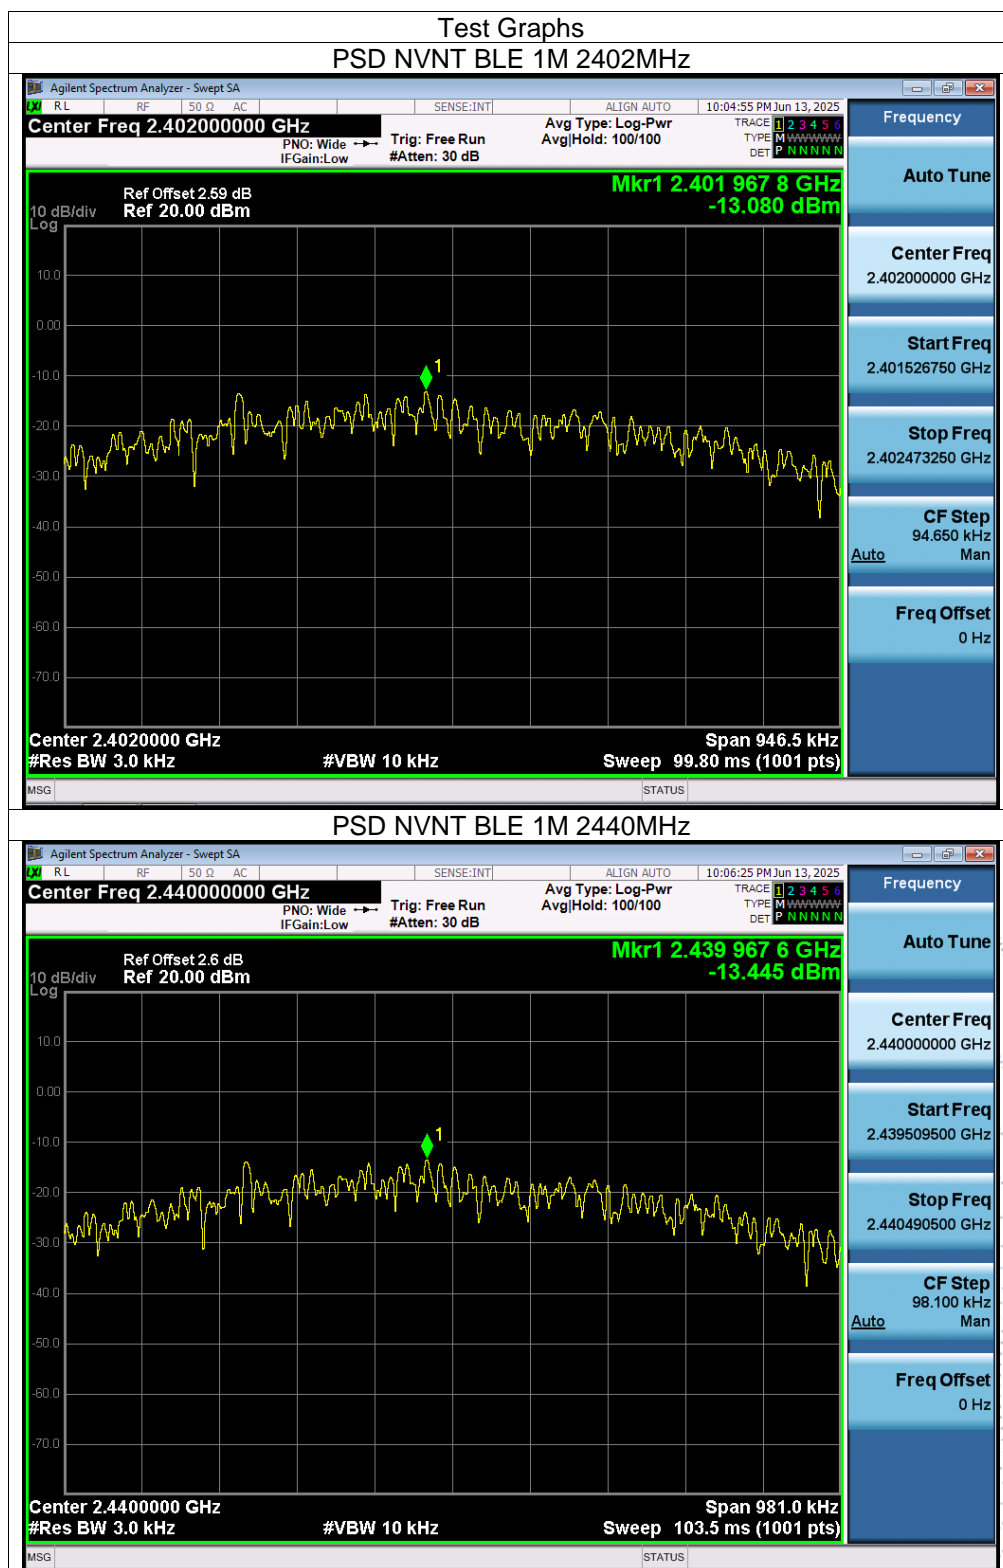 Test Graphs
PSD NVNT BLE 1M 2402MHz
Agilent Spectrum Analyzer - Swept SA
LXI RL RF 50 Ω AC SENSE:INT ALIGN AUTO 10:04:55 PM Jun 13, 2025
Center Freq 2.402000000 GHz
PNO: Wide
IFGain:Low
Trig: Free Run
#Atten: 30 dB
Avg Type: Log-Pwr
Avg|Hold: 100/100
TRACE 1 2 3 4 5 6
TYPE M W W W W W
DET P N N N N N
Frequency
Ref Offset 2.59 dB
10 dB/div Ref 20.00 dBm
Log
Mkr1 2.401 967 8 GHz
-13.080 dBm
10.0
0.00
-10.0
-20.0
-30.0
-40.0
-50.0
-60.0
-70.0
1
Auto Tune
Center Freq
2.402000000 GHz
Start Freq
2.401526750 GHz
Stop Freq
2.402473250 GHz
CF Step
94.650 kHz
Auto Man
Freq Offset
0 Hz
Center 2.4020000 GHz Span 946.5 kHz
#Res BW 3.0 kHz #VBW 10 kHz Sweep 99.80 ms (1001 pts)
MSG STATUS
PSD NVNT BLE 1M 2440MHz
Agilent Spectrum Analyzer - Swept SA
LXI RL RF 50 Ω AC SENSE:INT ALIGN AUTO 10:06:25 PM Jun 13, 2025
Center Freq 2.440000000 GHz
PNO: Wide
IFGain:Low
Trig: Free Run
#Atten: 30 dB
Avg Type: Log-Pwr
Avg|Hold: 100/100
TRACE 1 2 3 4 5 6
TYPE M W W W W W
DET P N N N N N
Frequency
Ref Offset 2.6 dB
10 dB/div Ref 20.00 dBm
Log
Mkr1 2.439 967 6 GHz
-13.445 dBm
10.0
0.00
-10.0
-20.0
-30.0
-40.0
-50.0
-60.0
-70.0
1
Auto Tune
Center Freq
2.440000000 GHz
Start Freq
2.439509500 GHz
Stop Freq
2.440490500 GHz
CF Step
98.100 kHz
Auto Man
Freq Offset
0 Hz
Center 2.4400000 GHz Span 981.0 kHz
#Res BW 3.0 kHz #VBW 10 kHz Sweep 103.5 ms (1001 pts)
MSG STATUS